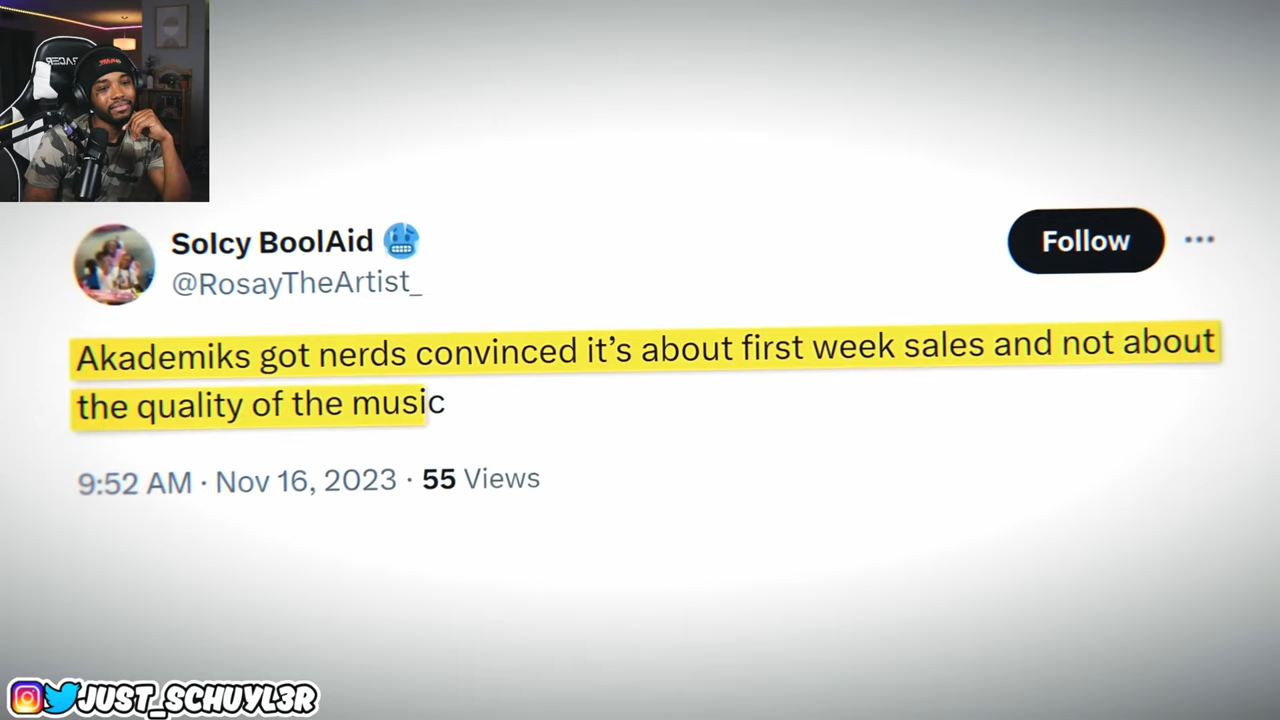 Solcy BoolAid 🥶
@RosayTheArtist_
Follow
Akademiks got nerds convinced it’s about first week sales and not about
the quality of the music
9:52 AM · Nov 16, 2023 · 55 Views
JUST_SCHUYL3R